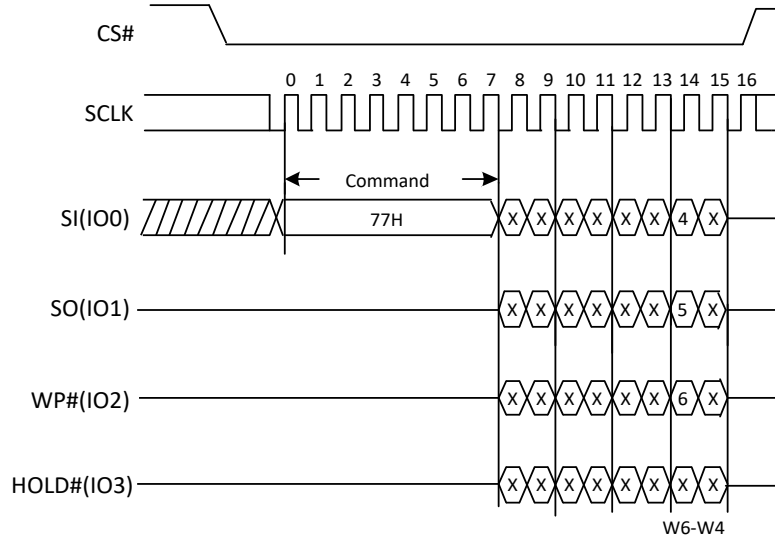 CS#
0 1 2 3 4 5 6 7 8 9 10 11 12 13 14 15 16
SCLK
Command
SI(IO0) 77H X X X X X X 4 X
SO(IO1) X X X X X X 5 X
WP#(IO2) X X X X X X 6 X
HOLD#(IO3) X X X X X X X X
W6-W4